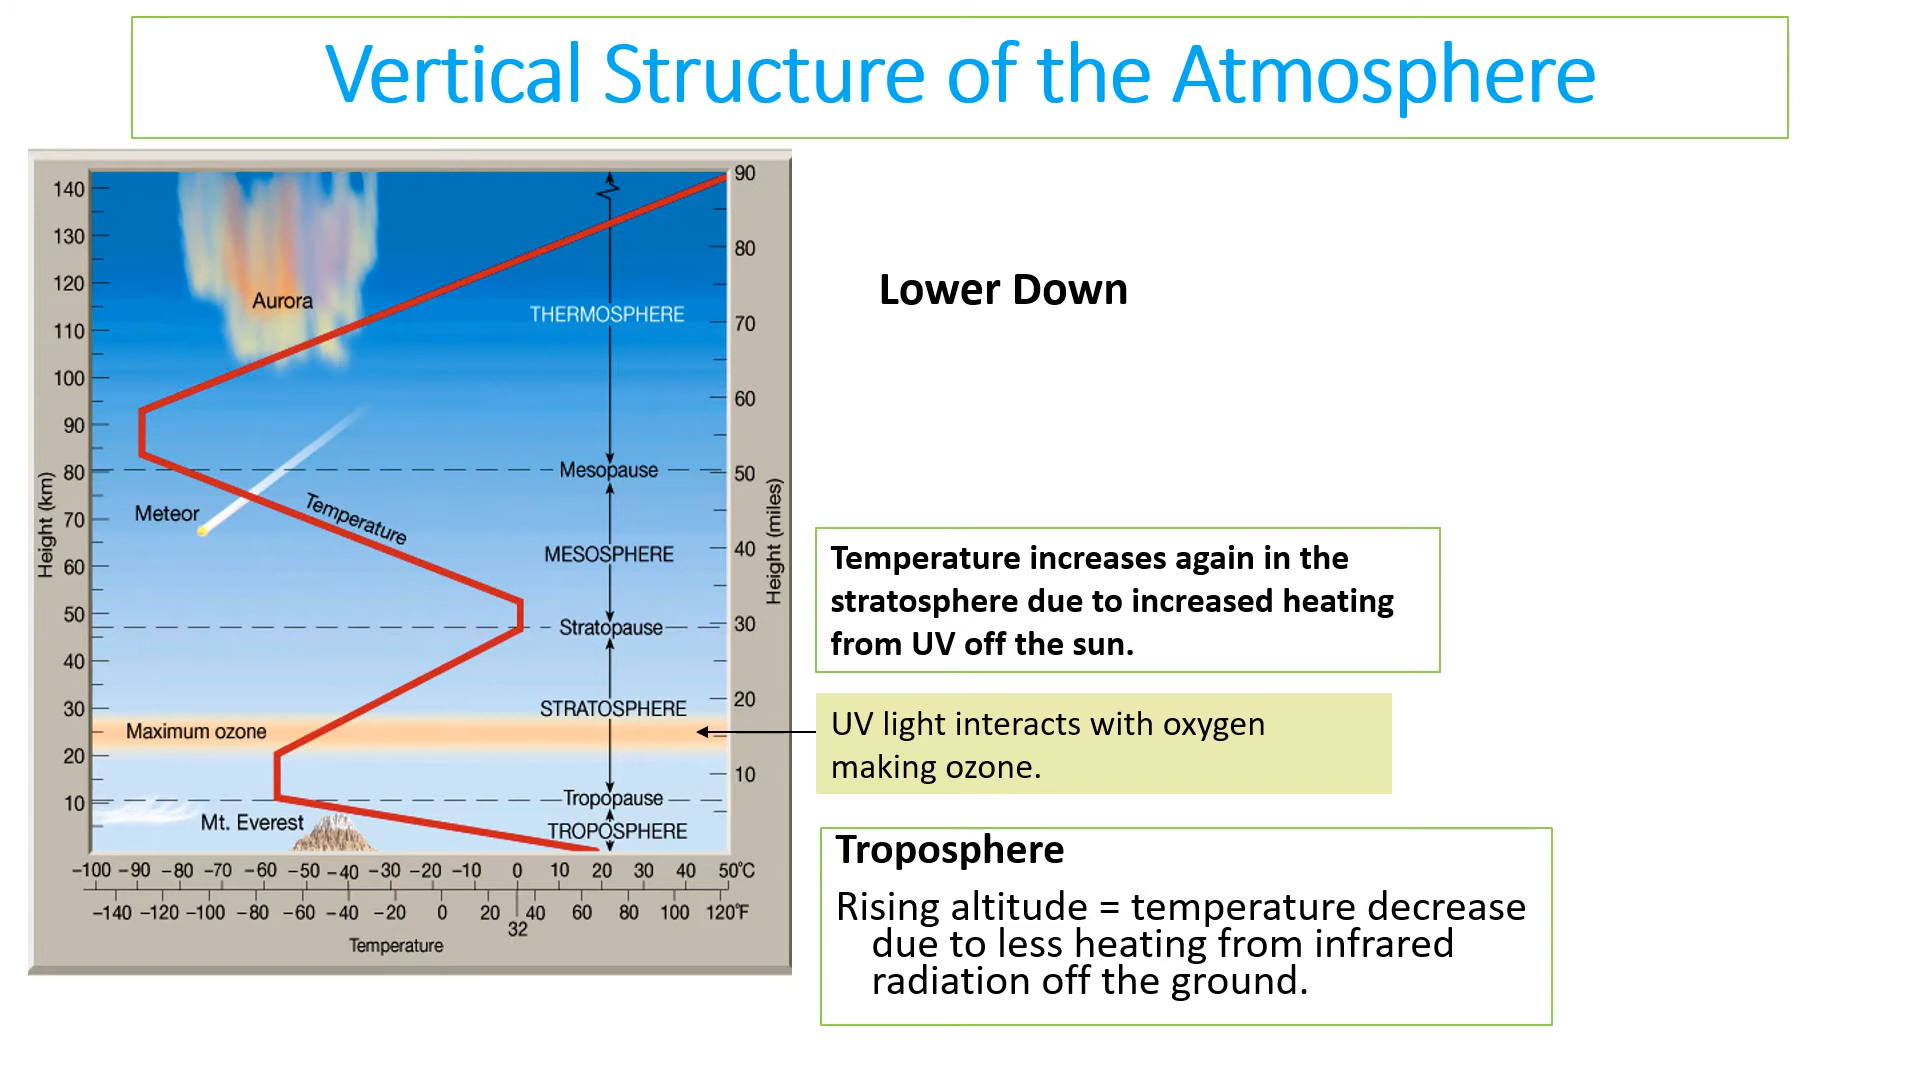 Vertical Structure of the Atmosphere
140
130
120
110
100
90
80
70
60
50
40
30
20
10
Height (km)
90
80
70
60
50
40
30
20
10
Height (miles)
Aurora
THERMOSPHERE
Mesopause
Meteor
Temperature
MESOSPHERE
Stratopause
STRATOSPHERE
Maximum ozone
Tropopause
Mt. Everest
TROPOSPHERE
−100 −90 −80 −70 −60 −50 −40 −30 −20 −10 0 10 20 30 40 50°C
−140 −120 −100 −80 −60 −40 −20 0 20 40 60 80 100 120°F
32
Temperature
Lower Down
Temperature increases again in the
stratosphere due to increased heating
from UV off the sun.
UV light interacts with oxygen
making ozone.
Troposphere
Rising altitude = temperature decrease
due to less heating from infrared
radiation off the ground.